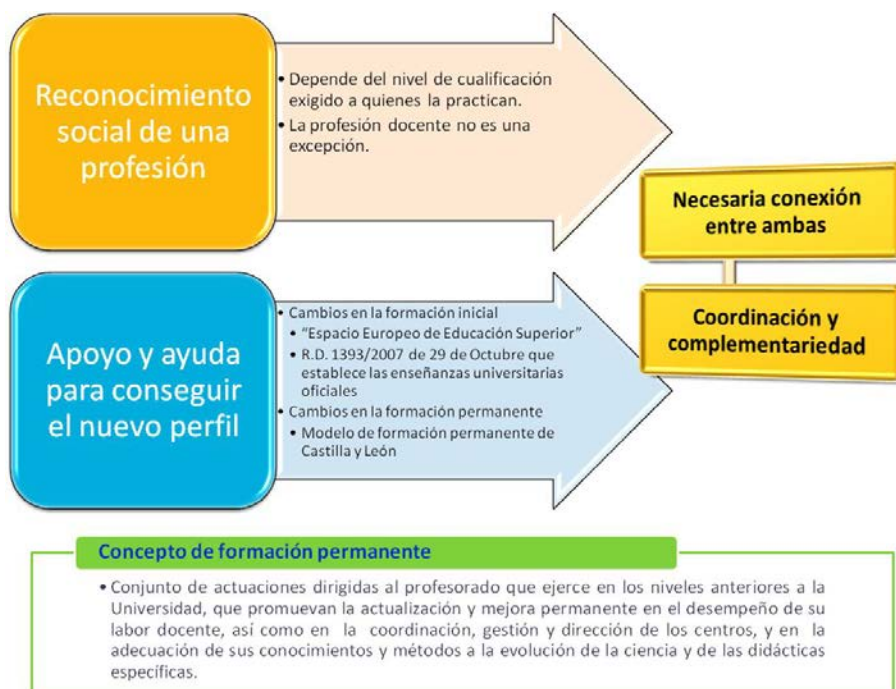 Reconocimiento
social de una
profesión
• Depende del nivel de cualificación
exigido a quienes la practican.
• La profesión docente no es una
excepción.
Necesaria conexión
entre ambas
Coordinación y
complementariedad
Apoyo y ayuda
para conseguir
el nuevo perfil
• Cambios en la formación inicial
• “Espacio Europeo de Educación Superior”
• R.D. 1393/2007 de 29 de Octubre que
establece las enseñanzas universitarias
oficiales
• Cambios en la formación permanente
• Modelo de formación permanente de
Castilla y León
Concepto de formación permanente
• Conjunto de actuaciones dirigidas al profesorado que ejerce en los niveles anteriores a la
Universidad, que promuevan la actualización y mejora permanente en el desempeño de su
labor docente, así como en la coordinación, gestión y dirección de los centros, y en la
adecuación de sus conocimientos y métodos a la evolución de la ciencia y de las didácticas
específicas.